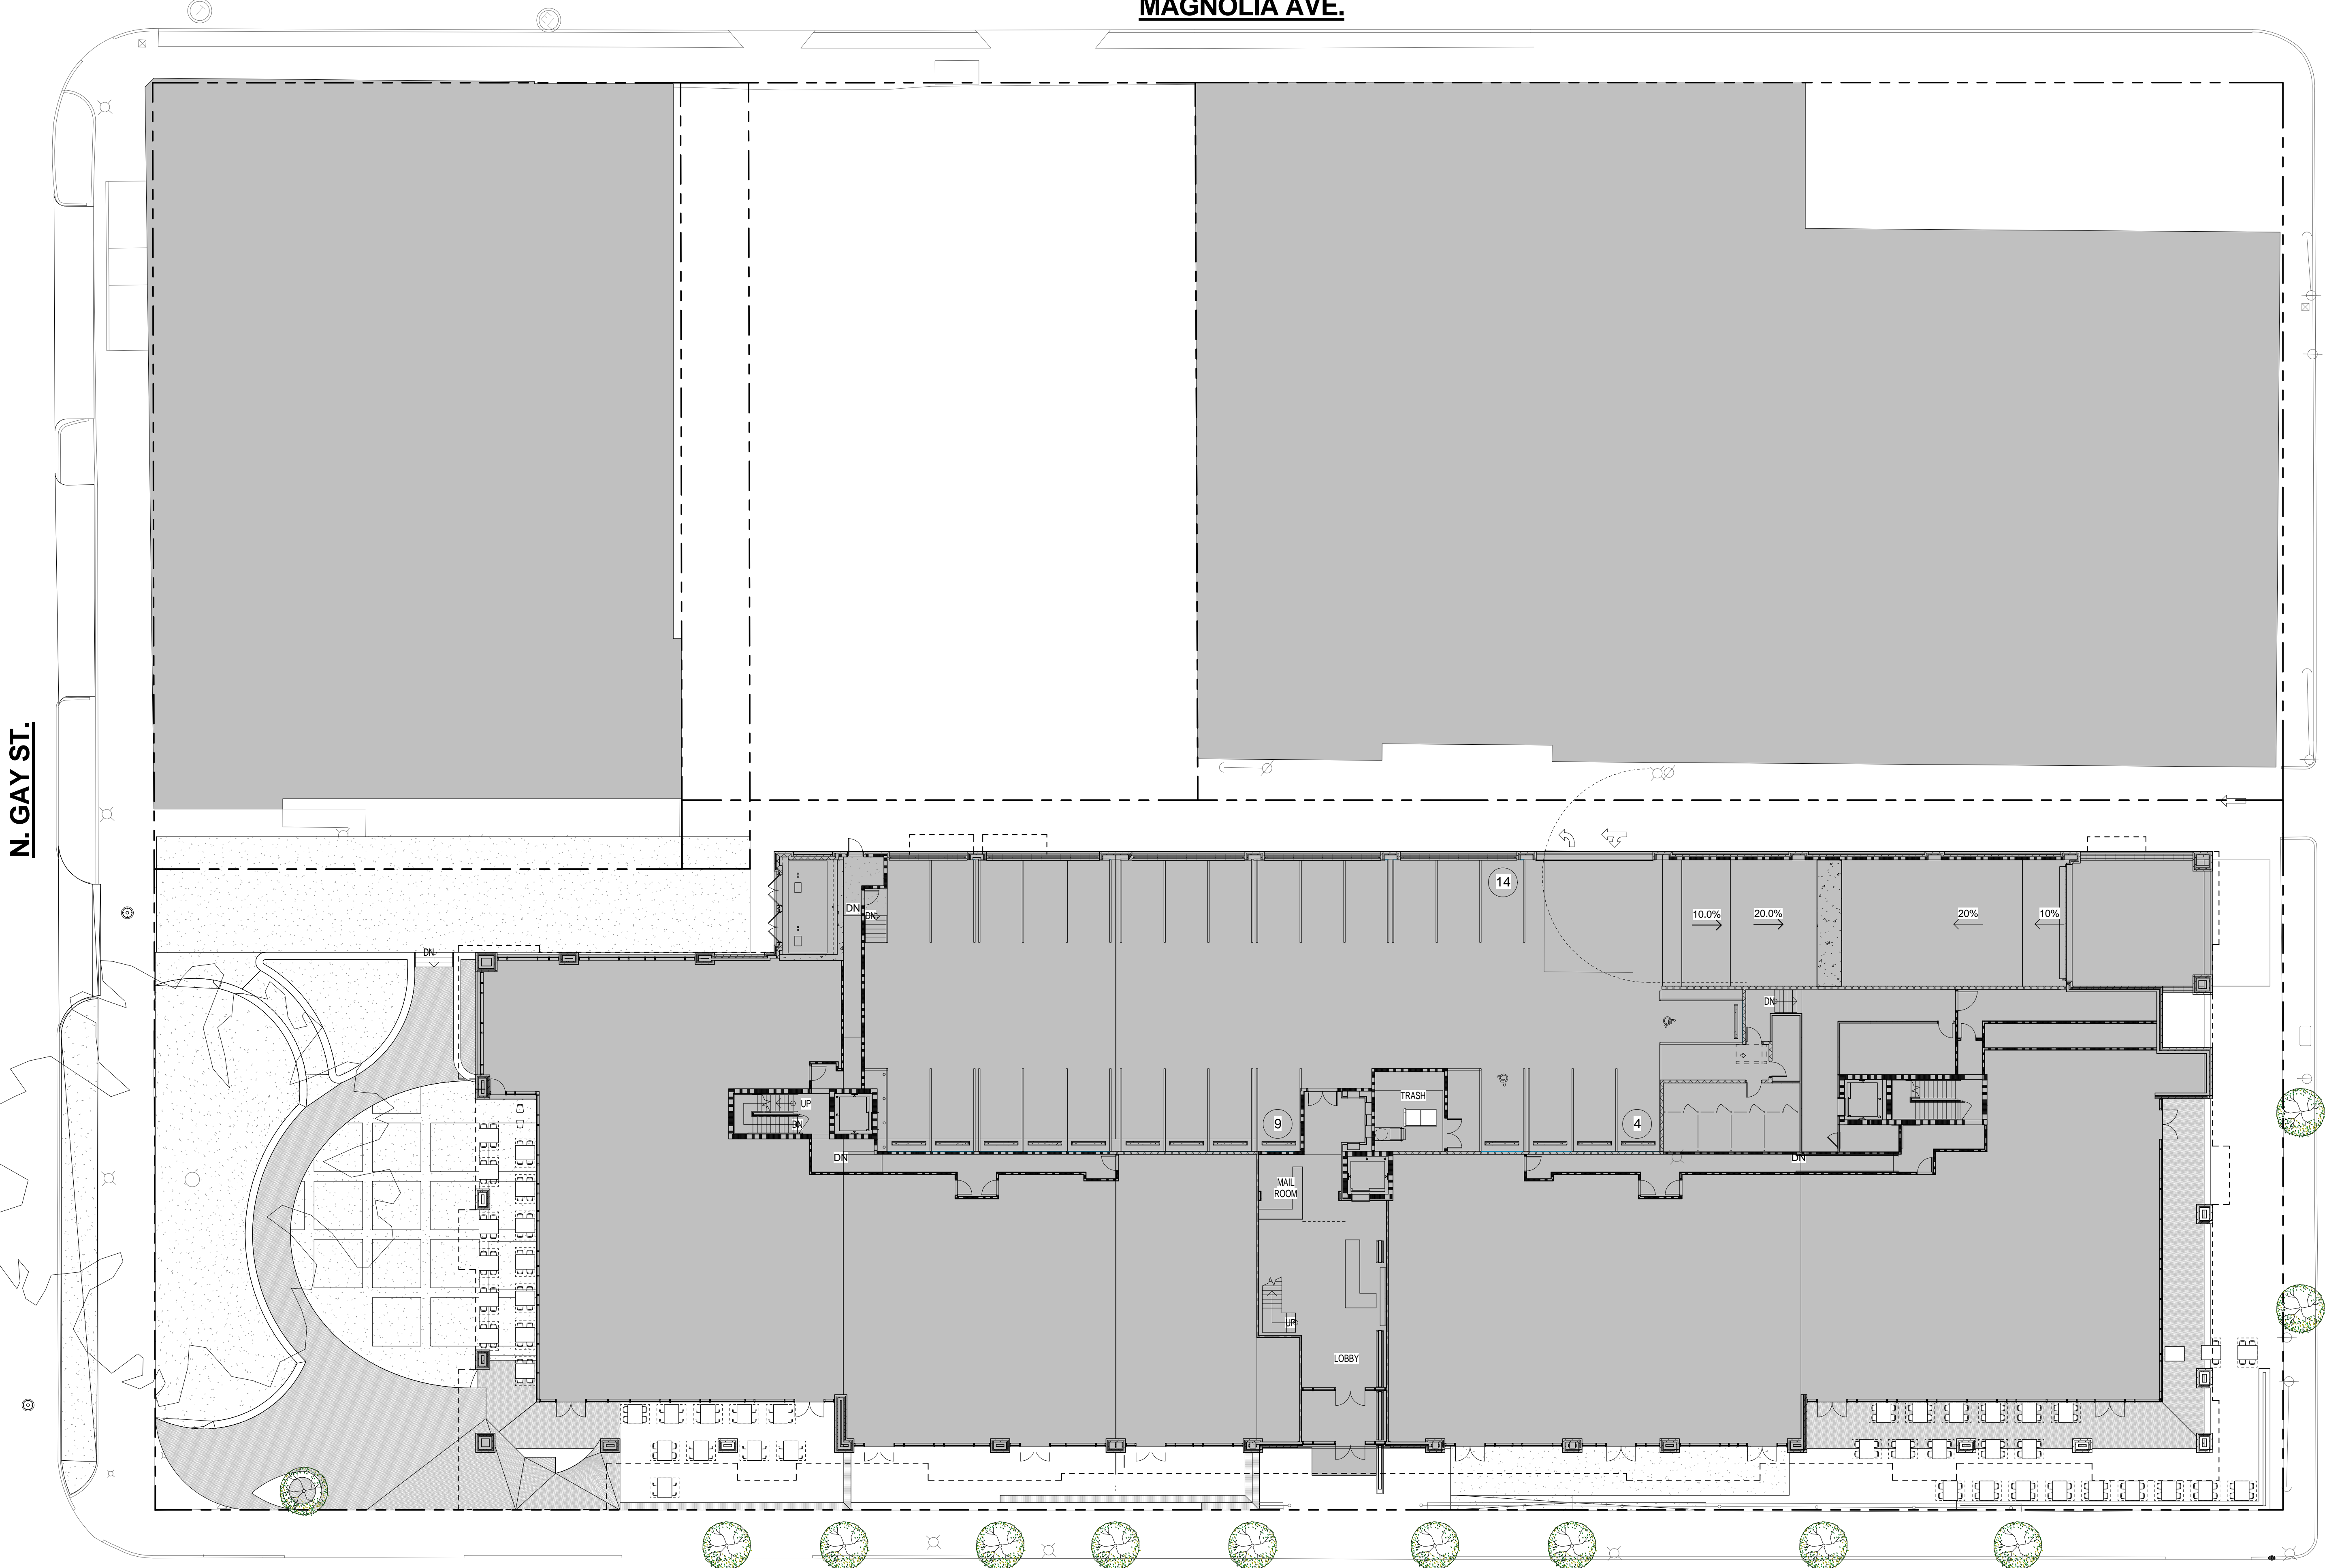 MAGNOLIA AVE.
N. GAY ST.
14
DN
DN
10.0%
20.0%
20%
10%
DN
DN
UP
DN
TRASH
9
4
DN
DN
MAIL
ROOM
UP
LOBBY